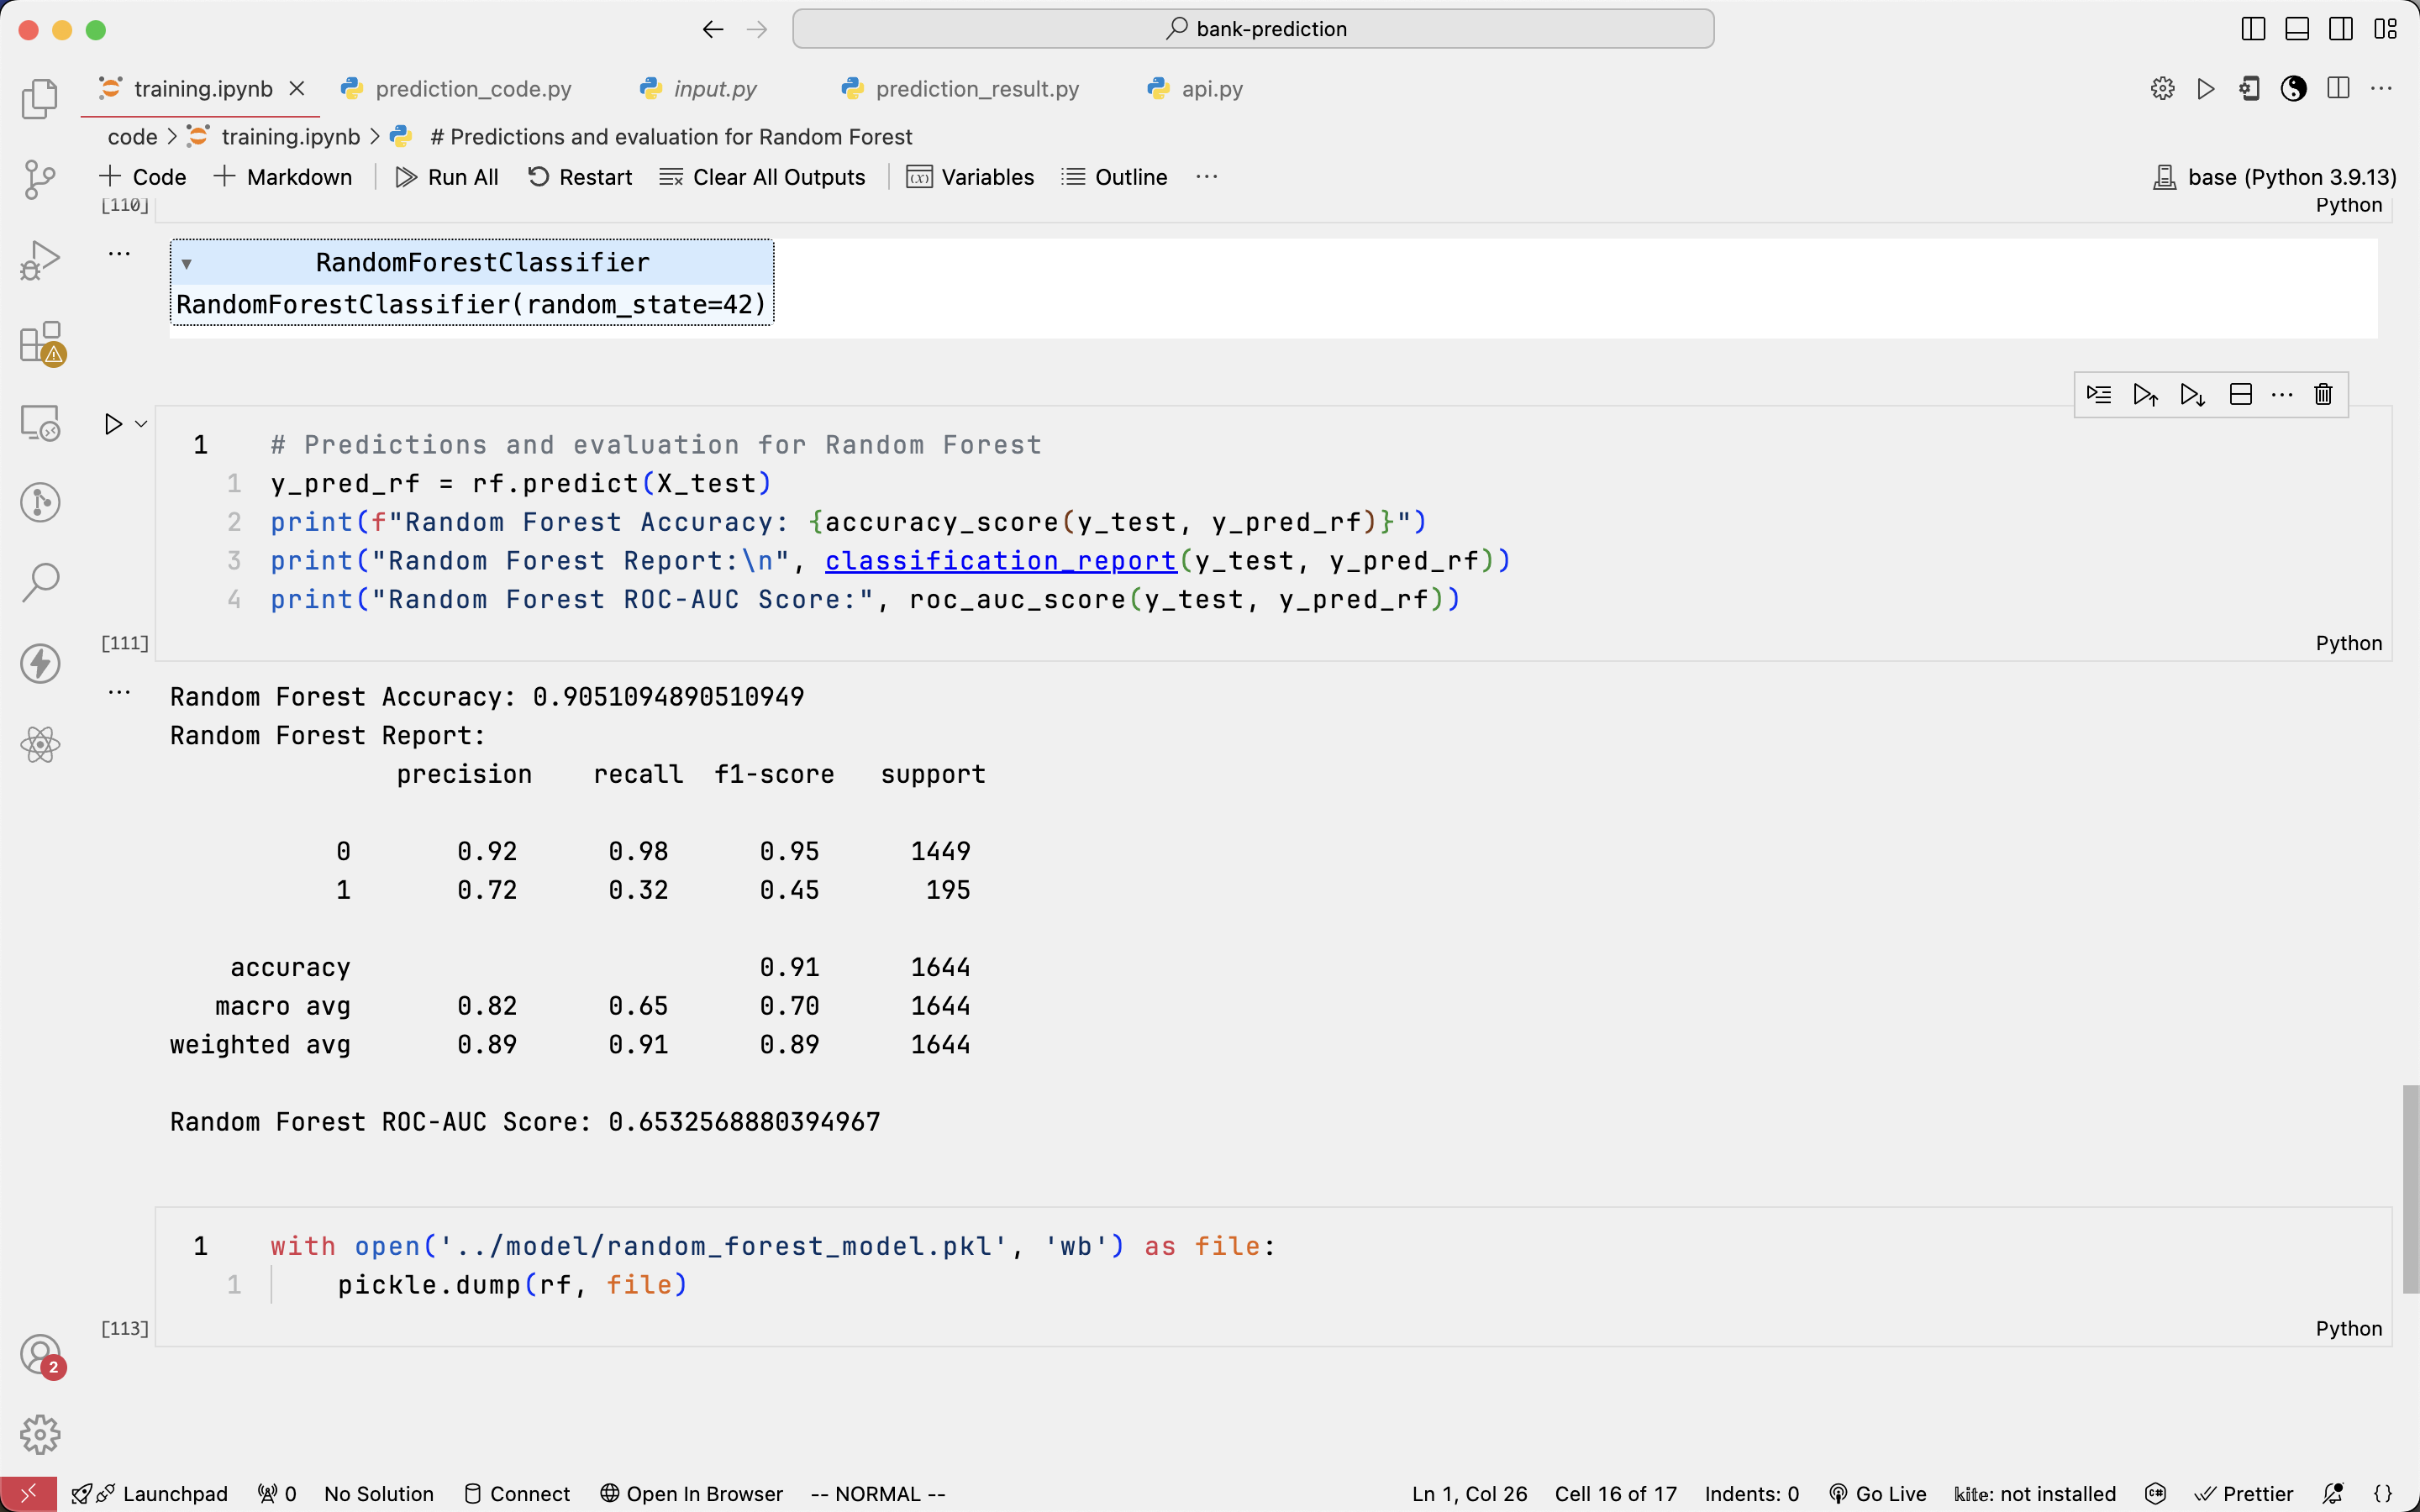 bank-prediction
training.ipynb prediction_code.py input.py prediction_result.py api.py
code > training.ipynb > # Predictions and evaluation for Random Forest
Code Markdown Run All Restart Clear All Outputs (x) Variables Outline ... base (Python 3.9.13)
[110] Python
... RandomForestClassifier
RandomForestClassifier(random_state=42)
1 # Predictions and evaluation for Random Forest
1 y_pred_rf = rf.predict(X_test)
2 print(f"Random Forest Accuracy: {accuracy_score(y_test, y_pred_rf)}")
3 print("Random Forest Report:\n", classification_report(y_test, y_pred_rf))
4 print("Random Forest ROC-AUC Score:", roc_auc_score(y_test, y_pred_rf))
[111] Python
... Random Forest Accuracy: 0.9051094890510949
Random Forest Report:
precision recall f1-score support
0 0.92 0.98 0.95 1449
1 0.72 0.32 0.45 195
accuracy 0.91 1644
macro avg 0.82 0.65 0.70 1644
weighted avg 0.89 0.91 0.89 1644
Random Forest ROC-AUC Score: 0.6532568880394967
1 with open('../model/random_forest_model.pkl', 'wb') as file:
1 pickle.dump(rf, file)
[113] Python
2
Launchpad 0 No Solution Connect Open In Browser -- NORMAL -- Ln 1, Col 26 Cell 16 of 17 Indents: 0 Go Live kite: not installed C# Prettier {}